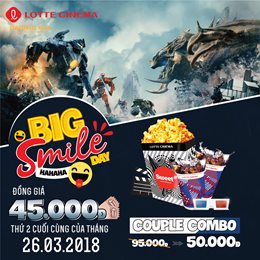 LOTTE CINEMA
BIG
Smile
DAY
HAHAHA
ĐỒNG GIÁ
45.000Đ
THỨ 2 CUỐI CÙNG CỦA THÁNG
26.03.2018
LOTTE CINEMA
Sweet
COUPLE COMBO
95.000Đ 50.000Đ